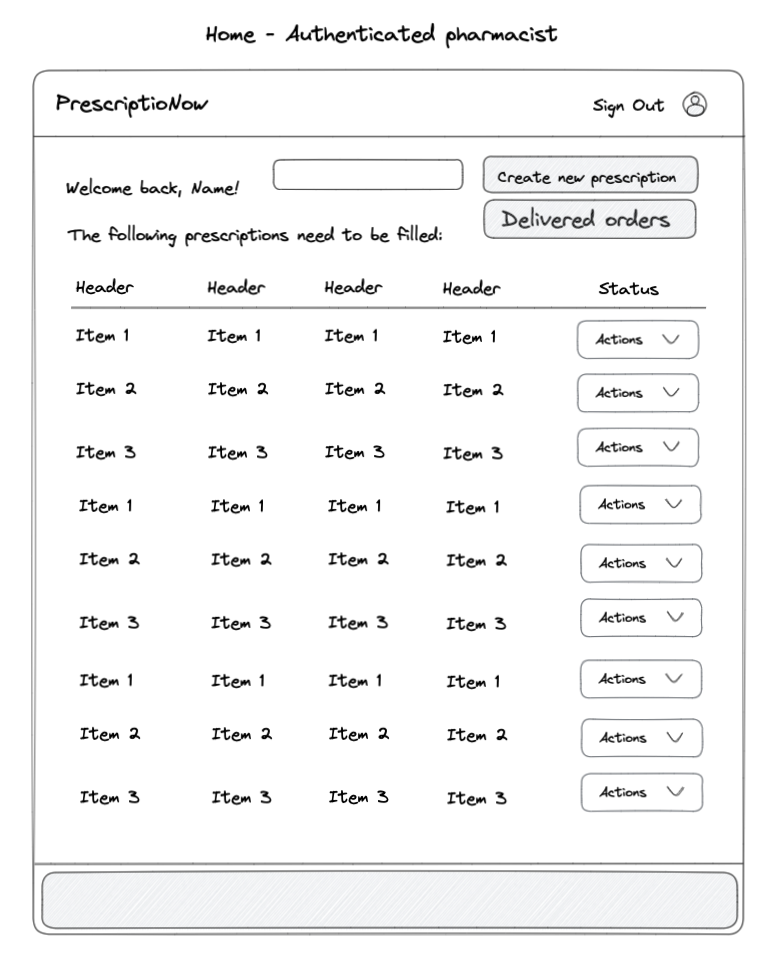 Home - Authenticated pharmacist
PrescriptioNow Sign Out
Welcome back, Name! Create new prescription
The following prescriptions need to be filled: Delivered orders
Header Header Header Header Status
Item 1 Item 1 Item 1 Item 1 Actions
Item 2 Item 2 Item 2 Item 2 Actions
Item 3 Item 3 Item 3 Item 3 Actions
Item 1 Item 1 Item 1 Item 1 Actions
Item 2 Item 2 Item 2 Item 2 Actions
Item 3 Item 3 Item 3 Item 3 Actions
Item 1 Item 1 Item 1 Item 1 Actions
Item 2 Item 2 Item 2 Item 2 Actions
Item 3 Item 3 Item 3 Item 3 Actions